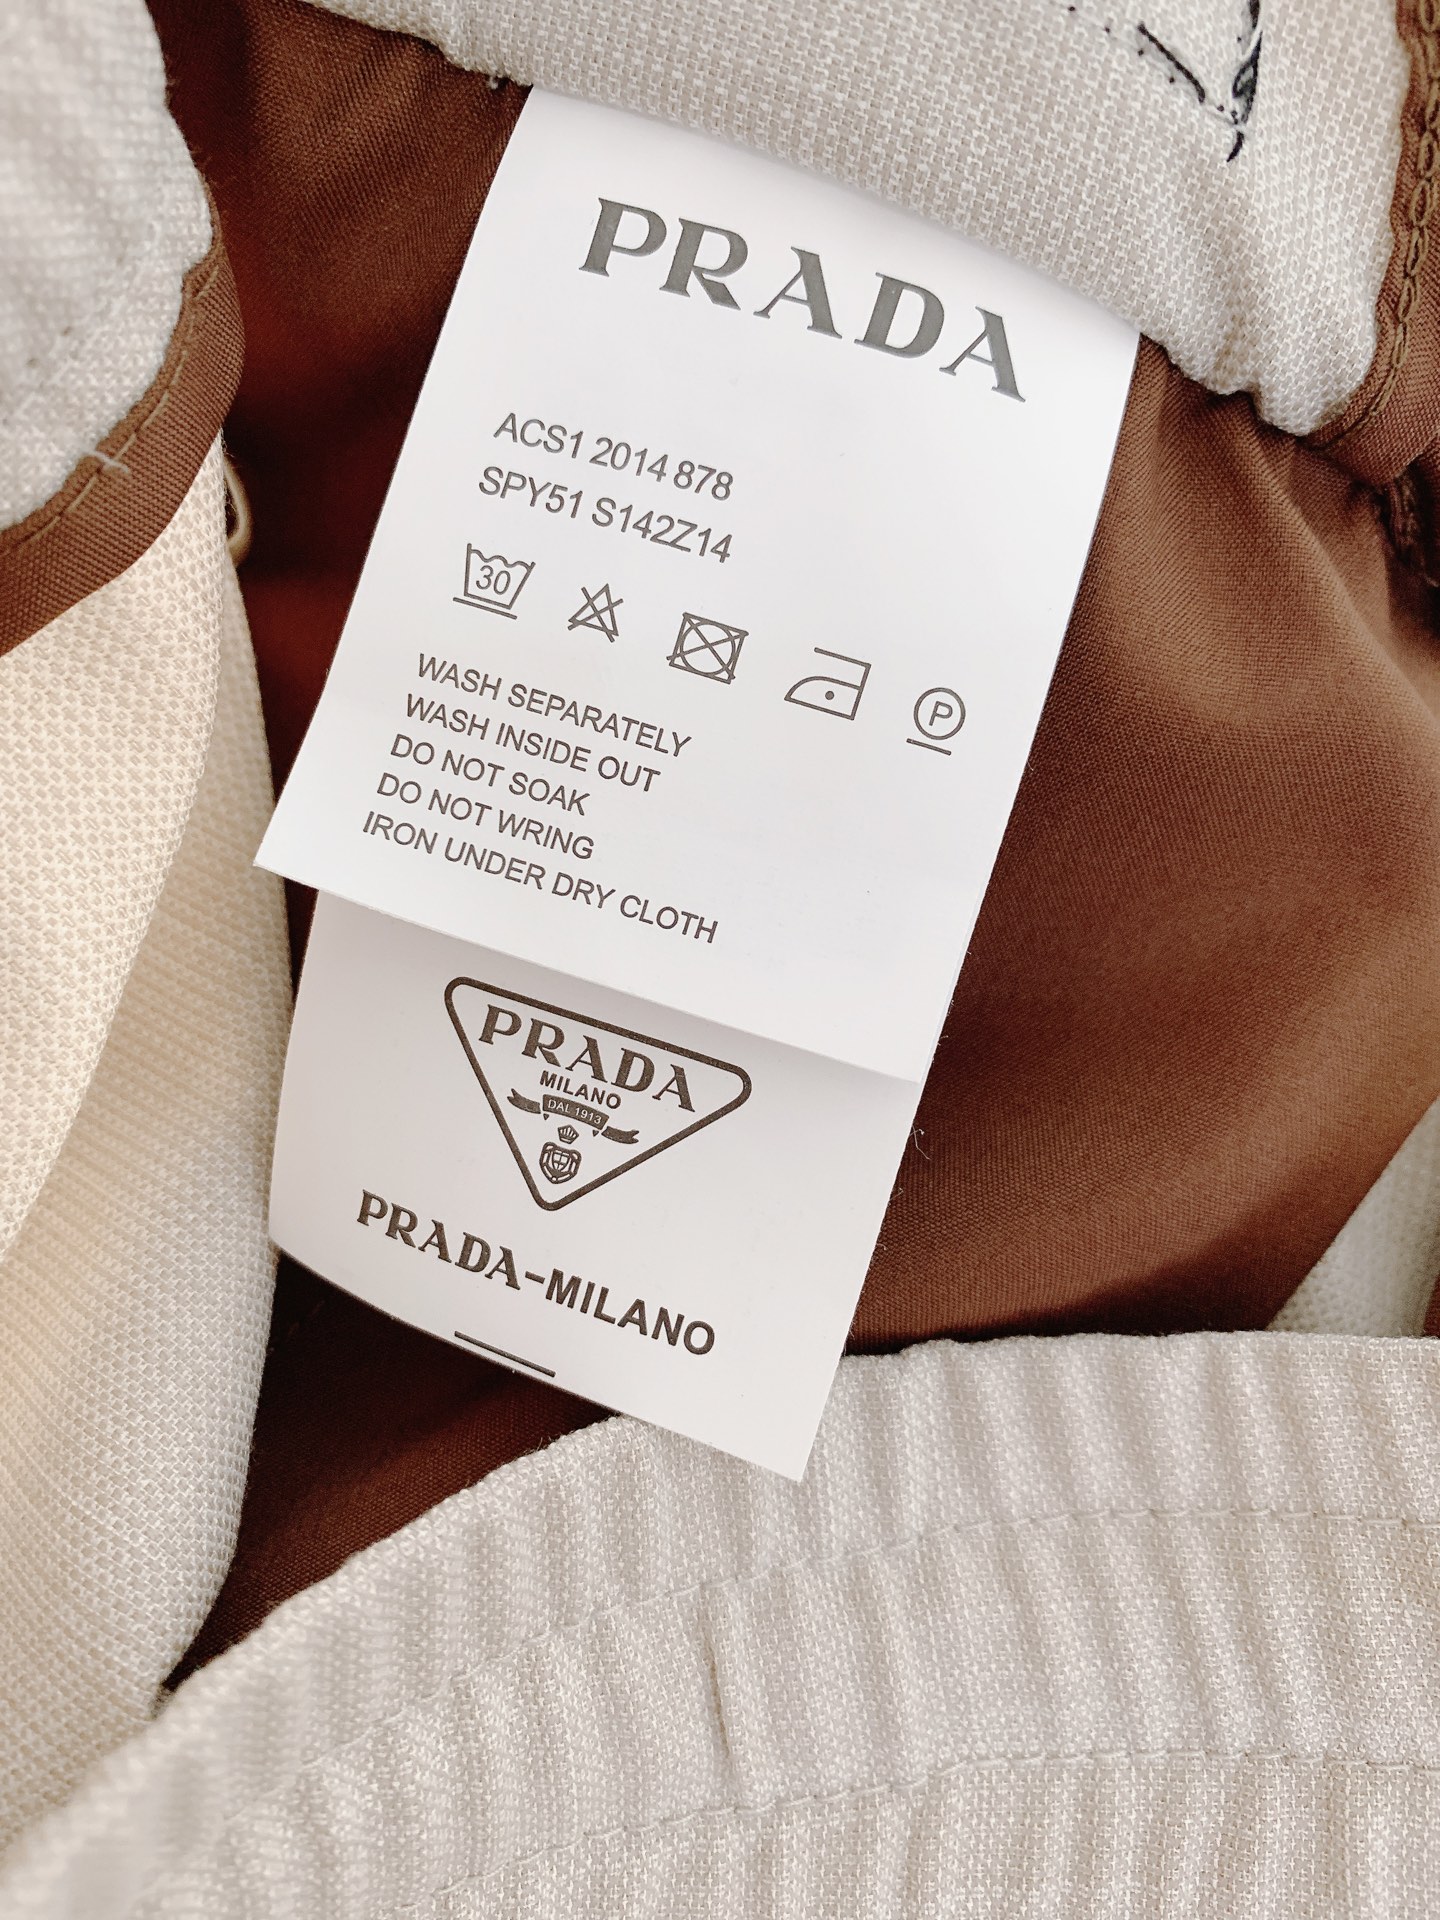 PRADA
ACS1 2014 878
SPY51 S142Z14
30
P
WASH SEPARATELY
WASH INSIDE OUT
DO NOT SOAK
DO NOT WRING
IRON UNDER DRY CLOTH
PRADA
MILANO
DAL 1913
PRADA-MILANO